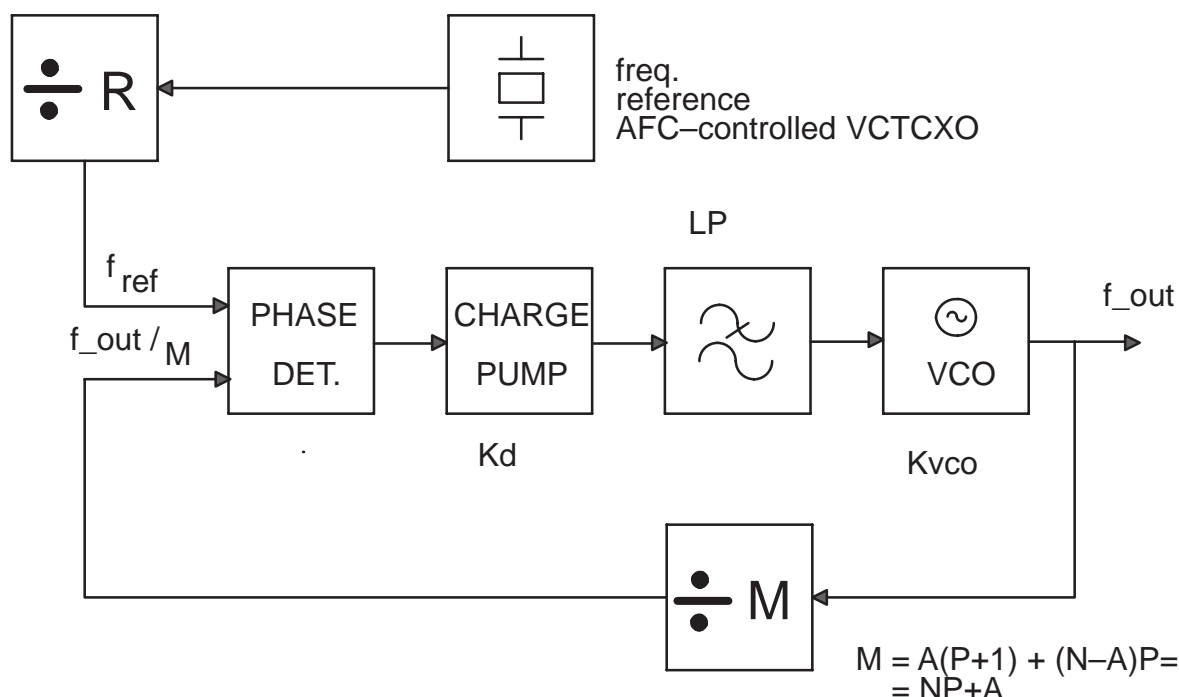 ÷ R
freq.
reference
AFC–controlled VCTCXO
LP
f ref
f_out
f_out / M
PHASE
DET.
CHARGE
PUMP
VCO
Kd
Kvco
÷ M
M = A(P+1) + (N–A)P=
= NP+A